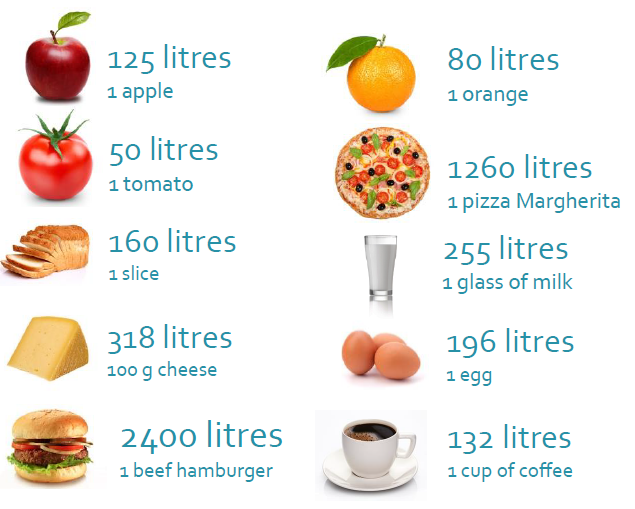 125 litres
1 apple
80 litres
1 orange
50 litres
1 tomato
1260 litres
1 pizza Margherita
160 litres
1 slice
255 litres
1 glass of milk
318 litres
100 g cheese
196 litres
1 egg
2400 litres
1 beef hamburger
132 litres
1 cup of coffee